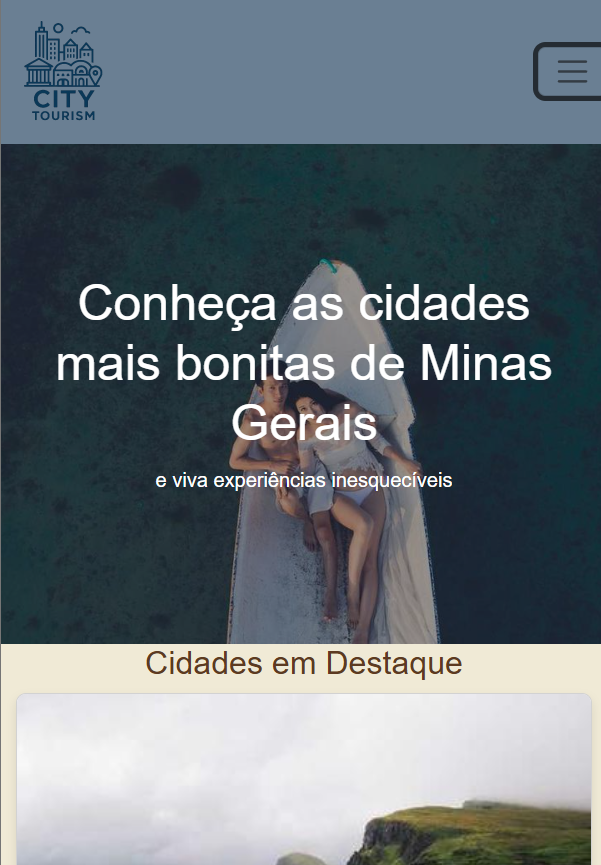 CITY
TOURISM
Conheça as cidades
mais bonitas de Minas
Gerais
e viva experiências inesquecíveis
Cidades em Destaque